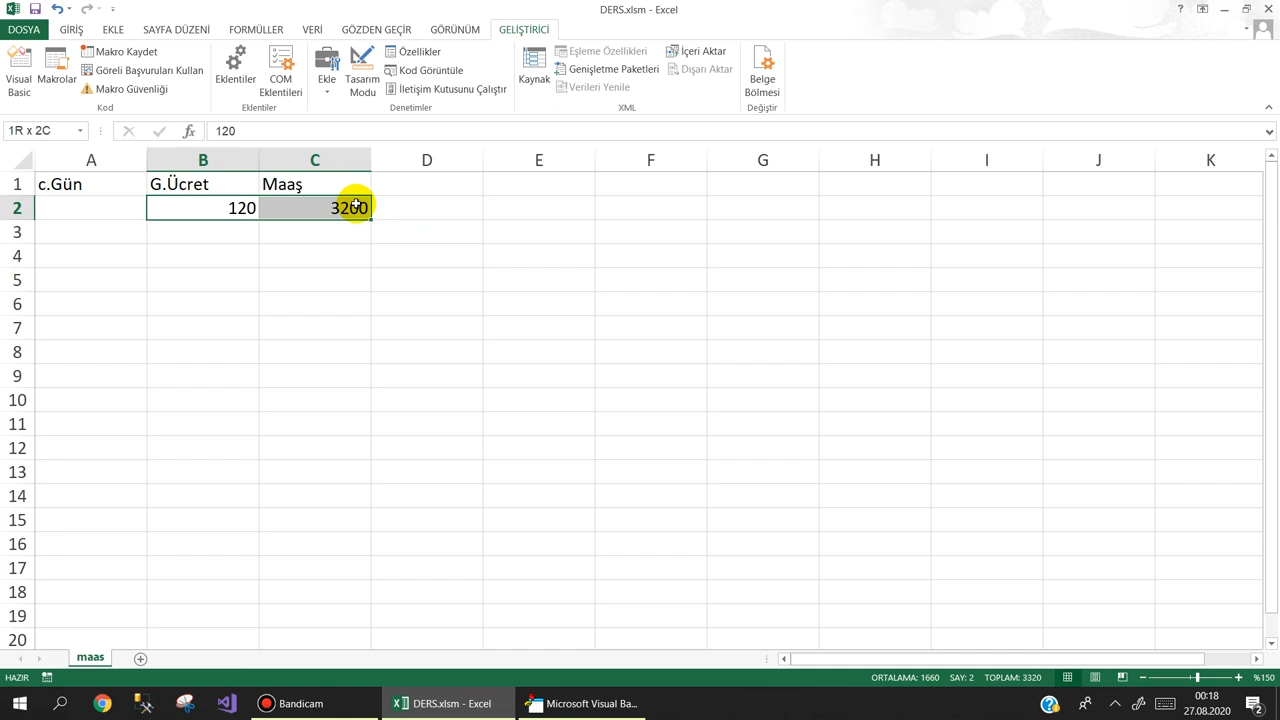 DERS.xlsm - Excel
DOSYA GİRİŞ EKLE SAYFA DÜZENİ FORMÜLLER VERİ GÖZDEN GEÇİR GÖRÜNÜM GELİŞTİRİCİ
Visual Basic
Makrolar
Makro Kaydet
Göreli Başvuruları Kullan
Makro Güvenliği
Kod
Eklentiler
COM Eklentileri
Eklentiler
Ekle
Tasarım Modu
Özellikler
Kod Görüntüle
İletişim Kutusunu Çalıştır
Denetimler
Kaynak
Eşleme Özellikleri
Genişletme Paketleri
Verileri Yenile
İçeri Aktar
Dışarı Aktar
XML
Belge Bölmesi
Değiştir
1R x 2C
fx
120
A B C D E F G H I J K
1 c.Gün G.Ücret Maaş
2 120 3200
3
4
5
6
7
8
9
10
11
12
13
14
15
16
17
18
19
20
maas
HAZIR ORTALAMA: 1660 SAY: 2 TOPLAM: 3320 %150
Bandicam
DERS.xlsm - Excel
Microsoft Visual Ba...
00:18
27.08.2020
2